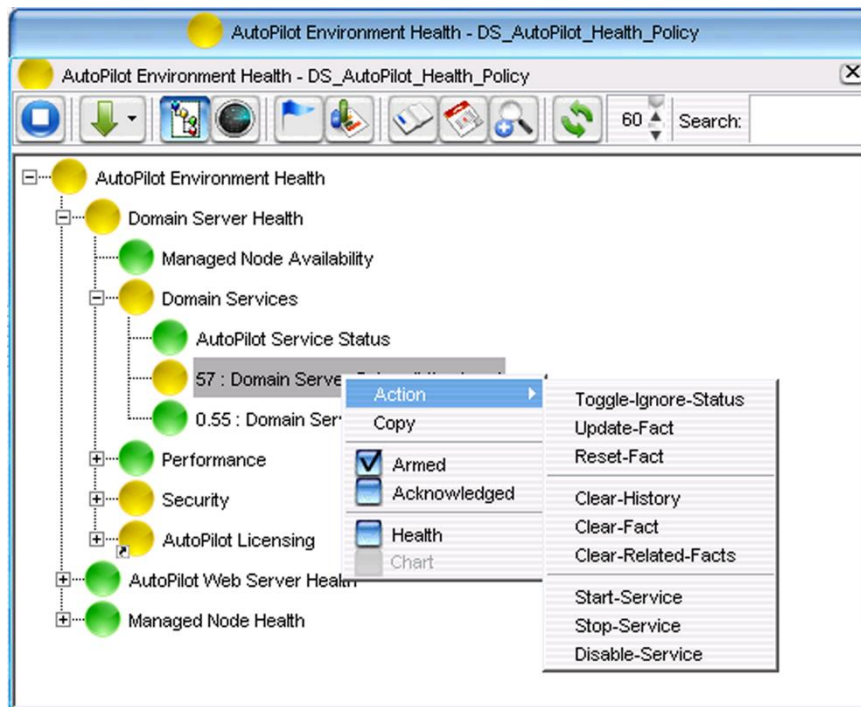 AutoPilot Environment Health - DS_AutoPilot_Health_Policy
AutoPilot Environment Health - DS_AutoPilot_Health_Policy
60 Search:
AutoPilot Environment Health
Domain Server Health
Managed Node Availability
Domain Services
AutoPilot Service Status
57 : Domain Serve
0.55 : Domain Ser
Performance
Security
AutoPilot Licensing
AutoPilot Web Server Health
Managed Node Health
Action
Copy
Armed
Acknowledged
Health
Chart
Toggle-Ignore-Status
Update-Fact
Reset-Fact
Clear-History
Clear-Fact
Clear-Related-Facts
Start-Service
Stop-Service
Disable-Service